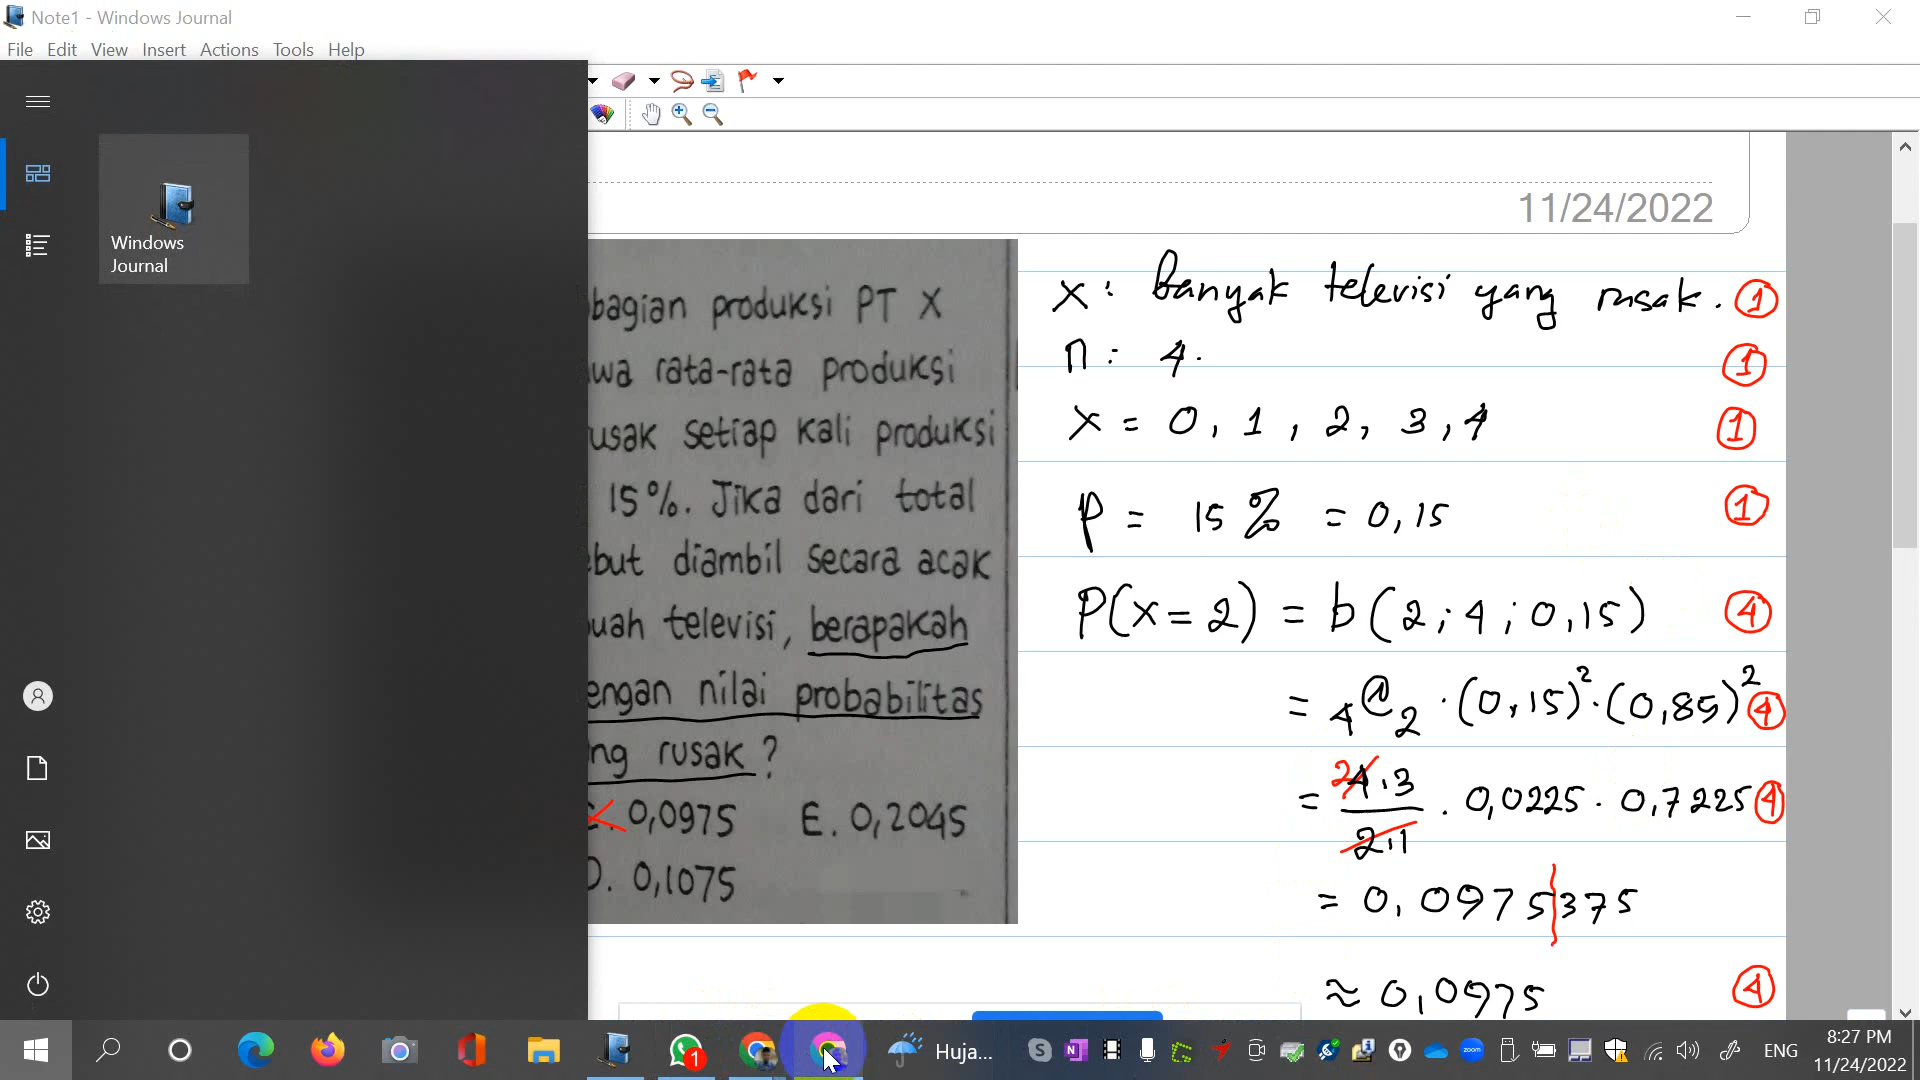 Note1 - Windows Journal
File Edit View Insert Actions Tools Help
Windows
Journal
11/24/2022
bagian produksi PT X
wa rata-rata produksi
usak setiap kali produksi
15%. Jika dari total
but diambil secara acak
uah televisi, berapakah
engan nilai probabilitas
ng rusak?
C. 0,0975 E. 0,2045
D. 0,1075
X : Banyak televisi yang rusak. 1
n : 4. 1
X = 0, 1, 2, 3, 4 1
P = 15 % = 0,15 1
P(X = 2) = b(2; 4; 0,15) 4
= 4C2 · (0,15)² · (0,85)² 4
= 2 4.3 / 2.1 · 0,0225 · 0,7225 4
= 0,0975375
≈ 0,0975 4
1
Huja...
zoom
ENG
8:27 PM
11/24/2022